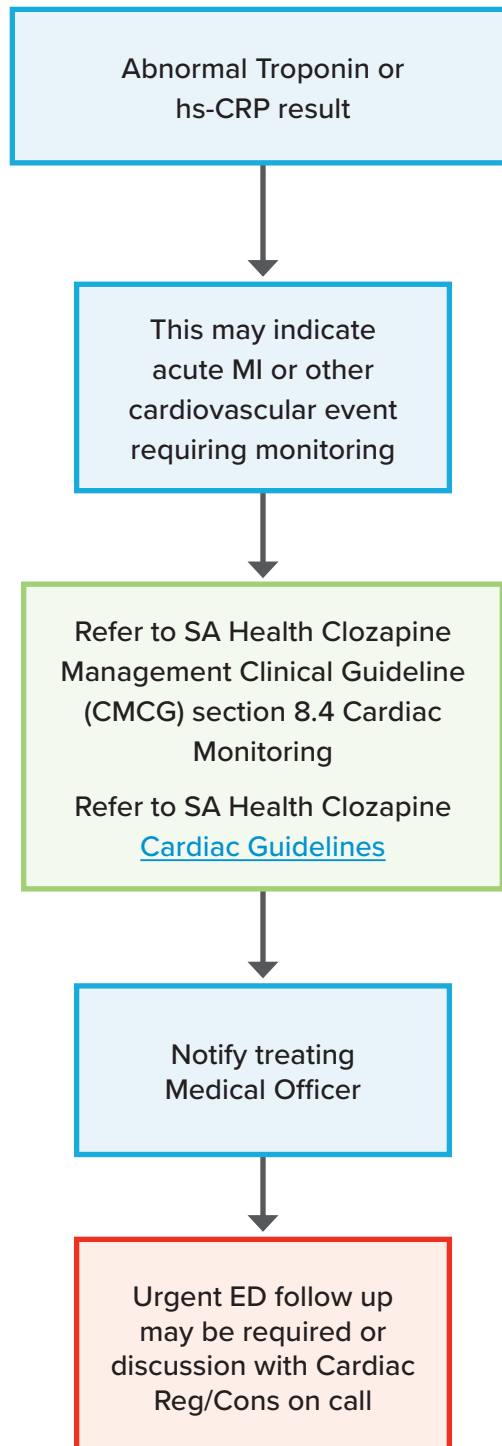 Abnormal Troponin or
hs-CRP result
This may indicate
acute MI or other
cardiovascular event
requiring monitoring
Refer to SA Health Clozapine
Management Clinical Guideline
(CMCG) section 8.4 Cardiac
Monitoring
Refer to SA Health Clozapine
Cardiac Guidelines
Notify treating
Medical Officer
Urgent ED follow up
may be required or
discussion with Cardiac
Reg/Cons on call